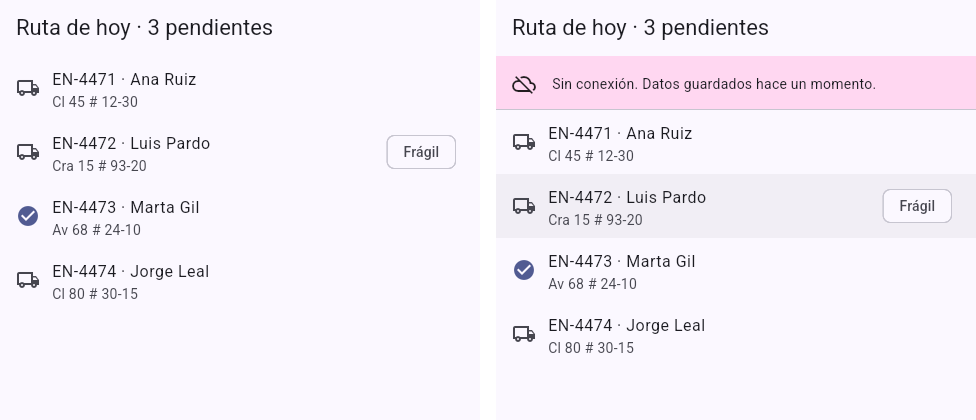 Ruta de hoy · 3 pendientes
EN-4471 · Ana Ruiz
Cl 45 # 12-30
EN-4472 · Luis Pardo
Cra 15 # 93-20
Frágil
EN-4473 · Marta Gil
Av 68 # 24-10
EN-4474 · Jorge Leal
Cl 80 # 30-15
Ruta de hoy · 3 pendientes
Sin conexión. Datos guardados hace un momento.
EN-4471 · Ana Ruiz
Cl 45 # 12-30
EN-4472 · Luis Pardo
Cra 15 # 93-20
Frágil
EN-4473 · Marta Gil
Av 68 # 24-10
EN-4474 · Jorge Leal
Cl 80 # 30-15